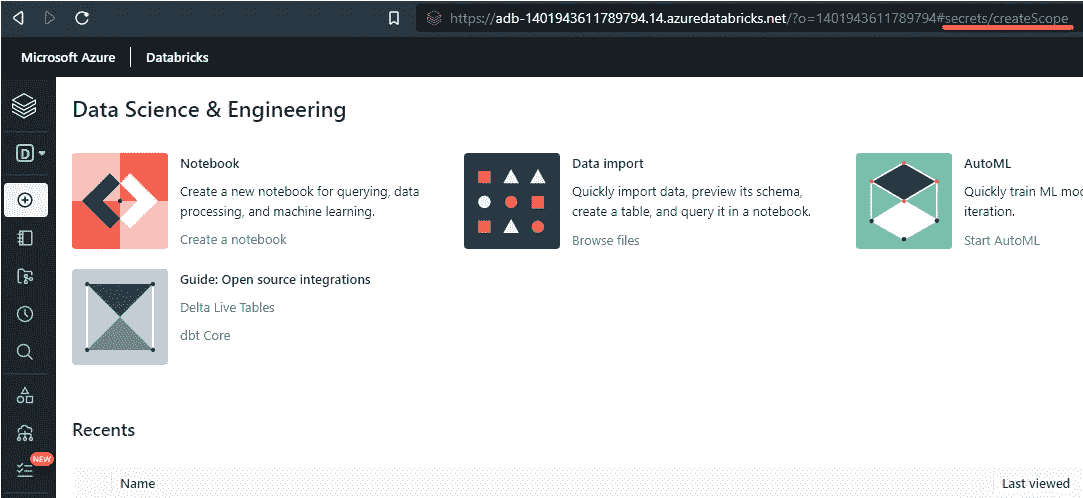 https://adb-1401943611789794.14.azuredatabricks.net/?o=1401943611789794#secrets/createScope
Microsoft Azure
Databricks
Data Science & Engineering
D
Notebook
Create a new notebook for querying, data
processing, and machine learning.
Create a notebook
Data import
Quickly import data, preview its schema,
create a table, and query it in a notebook.
Browse files
AutoML
Quickly train ML mod
iteration.
Start AutoML
Guide: Open source integrations
Delta Live Tables
dbt Core
Recents
NEW
Name
Last viewed